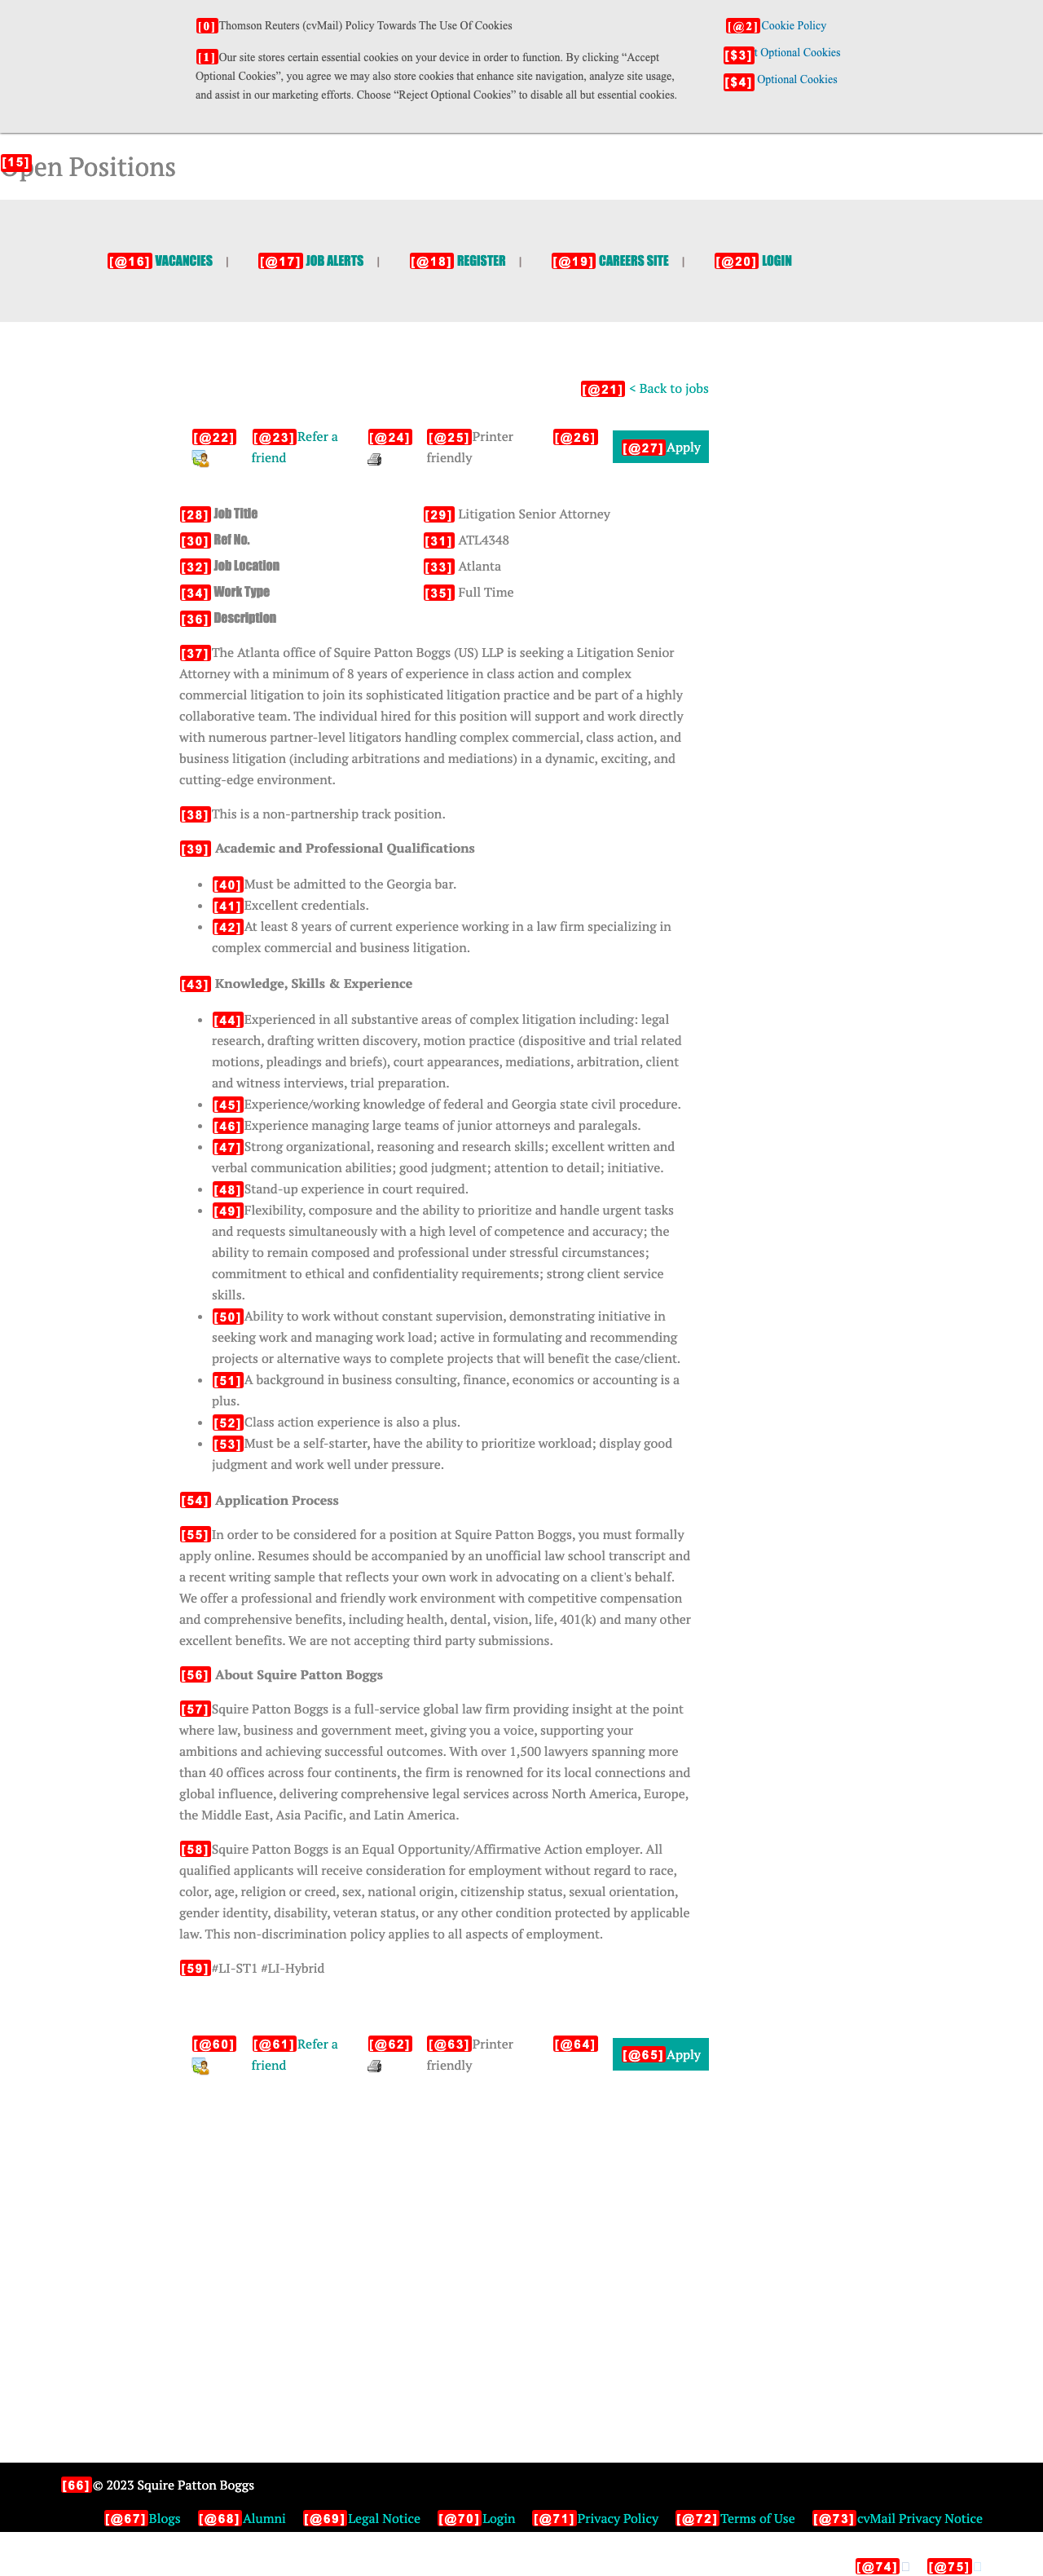 [0]Thomson Reuters (cvMail) Policy Towards The Use Of Cookies
[1]Our site stores certain essential cookies on your device in order to function. By clicking “Accept
Optional Cookies”, you agree we may also store cookies that enhance site navigation, analyze site usage,
and assist in our marketing efforts. Choose “Reject Optional Cookies” to disable all but essential cookies.
[@2]Cookie Policy
[$3]t Optional Cookies
[$4] Optional Cookies
[15]pen Positions
[@16] VACANCIES | [@17] JOB ALERTS | [@18] REGISTER | [@19] CAREERS SITE | [@20] LOGIN
[@21] < Back to jobs
[@22] [@23]Refer a friend [@24] [@25]Printer friendly [@26] [@27]Apply
[28] Job Title [29] Litigation Senior Attorney
[30] Ref No. [31] ATL4348
[32] Job Location [33] Atlanta
[34] Work Type [35] Full Time
[36] Description
[37]The Atlanta office of Squire Patton Boggs (US) LLP is seeking a Litigation Senior
Attorney with a minimum of 8 years of experience in class action and complex
commercial litigation to join its sophisticated litigation practice and be part of a highly
collaborative team. The individual hired for this position will support and work directly
with numerous partner-level litigators handling complex commercial, class action, and
business litigation (including arbitrations and mediations) in a dynamic, exciting, and
cutting-edge environment.
[38]This is a non-partnership track position.
[39] Academic and Professional Qualifications
• [40]Must be admitted to the Georgia bar.
• [41]Excellent credentials.
• [42]At least 8 years of current experience working in a law firm specializing in
complex commercial and business litigation.
[43] Knowledge, Skills & Experience
• [44]Experienced in all substantive areas of complex litigation including: legal
research, drafting written discovery, motion practice (dispositive and trial related
motions, pleadings and briefs), court appearances, mediations, arbitration, client
and witness interviews, trial preparation.
• [45]Experience/working knowledge of federal and Georgia state civil procedure.
• [46]Experience managing large teams of junior attorneys and paralegals.
• [47]Strong organizational, reasoning and research skills; excellent written and
verbal communication abilities; good judgment; attention to detail; initiative.
• [48]Stand-up experience in court required.
• [49]Flexibility, composure and the ability to prioritize and handle urgent tasks
and requests simultaneously with a high level of competence and accuracy; the
ability to remain composed and professional under stressful circumstances;
commitment to ethical and confidentiality requirements; strong client service
skills.
• [50]Ability to work without constant supervision, demonstrating initiative in
seeking work and managing work load; active in formulating and recommending
projects or alternative ways to complete projects that will benefit the case/client.
• [51]A background in business consulting, finance, economics or accounting is a
plus.
• [52]Class action experience is also a plus.
• [53]Must be a self-starter, have the ability to prioritize workload; display good
judgment and work well under pressure.
[54] Application Process
[55]In order to be considered for a position at Squire Patton Boggs, you must formally
apply online. Resumes should be accompanied by an unofficial law school transcript and
a recent writing sample that reflects your own work in advocating on a client's behalf.
We offer a professional and friendly work environment with competitive compensation
and comprehensive benefits, including health, dental, vision, life, 401(k) and many other
excellent benefits. We are not accepting third party submissions.
[56] About Squire Patton Boggs
[57]Squire Patton Boggs is a full-service global law firm providing insight at the point
where law, business and government meet, giving you a voice, supporting your
ambitions and achieving successful outcomes. With over 1,500 lawyers spanning more
than 40 offices across four continents, the firm is renowned for its local connections and
global influence, delivering comprehensive legal services across North America, Europe,
the Middle East, Asia Pacific, and Latin America.
[58]Squire Patton Boggs is an Equal Opportunity/Affirmative Action employer. All
qualified applicants will receive consideration for employment without regard to race,
color, age, religion or creed, sex, national origin, citizenship status, sexual orientation,
gender identity, disability, veteran status, or any other condition protected by applicable
law. This non-discrimination policy applies to all aspects of employment.
[59]#LI-ST1 #LI-Hybrid
[@60] [@61]Refer a friend [@62] [@63]Printer friendly [@64] [@65]Apply
[66]© 2023 Squire Patton Boggs
[@67]Blogs [@68]Alumni [@69]Legal Notice [@70]Login [@71]Privacy Policy [@72]Terms of Use [@73]cvMail Privacy Notice
[@74] [@75]